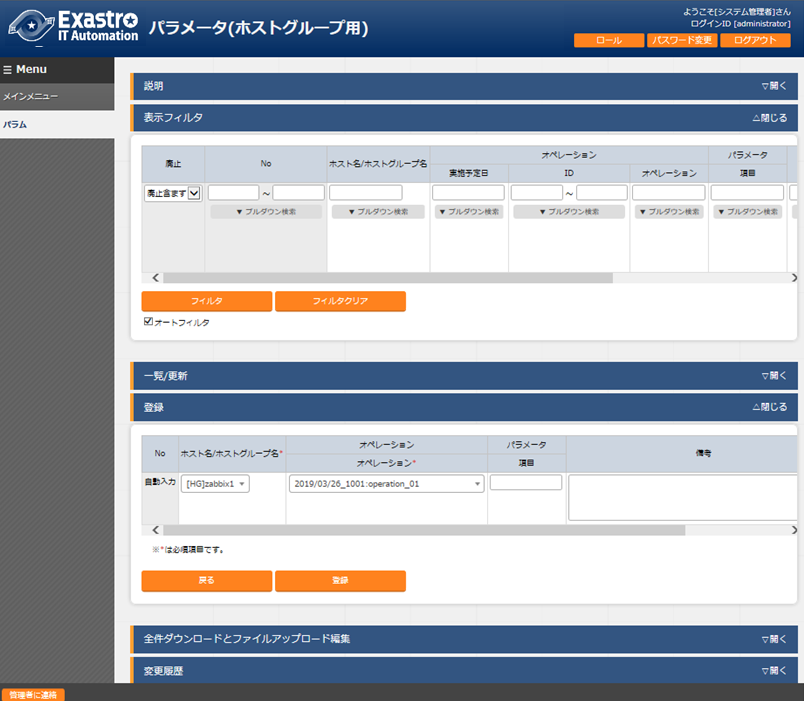 Exastro
IT Automation
パラメータ(ホストグループ用)
ようこそ[システム管理者]さん
ログインID [administrator]
ロール パスワード変更 ログアウト
Menu
メインメニュー
パラム
説明 ▽開く
表示フィルタ △閉じる
廃止 No ホスト名/ホストグループ名 オペレーション パラメータ
実施予定日 ID オペレーション 項目
廃止含まず ～ ～
▼プルダウン検索 ▼プルダウン検索 ▼プルダウン検索 ▼プルダウン検索 ▼プルダウン検索 ▼プルダウン検索
フィルタ フィルタクリア
オートフィルタ
一覧/更新 ▽開く
登録 △閉じる
No ホスト名/ホストグループ名* オペレーション パラメータ 備考
オペレーション* 項目
自動入力 [HG]zabbix1 2019/03/26_1001:operation_01
※*は必須項目です。
戻る 登録
全件ダウンロードとファイルアップロード編集 ▽開く
変更履歴 ▽開く
管理者に連絡